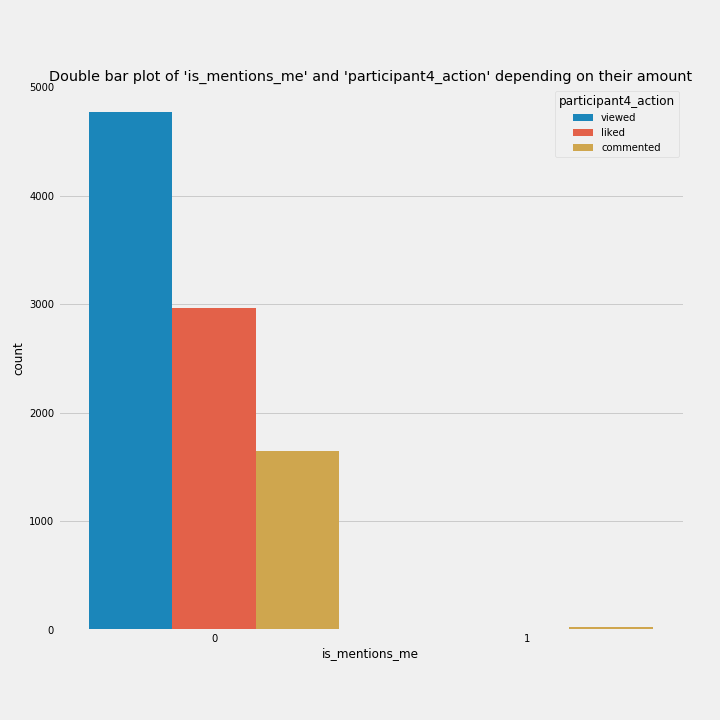 Double bar plot of 'is_mentions_me' and 'participant4_action' depending on their amount
participant4_action
viewed
liked
commented
5000
4000
3000
2000
1000
0
count
0
1
is_mentions_me